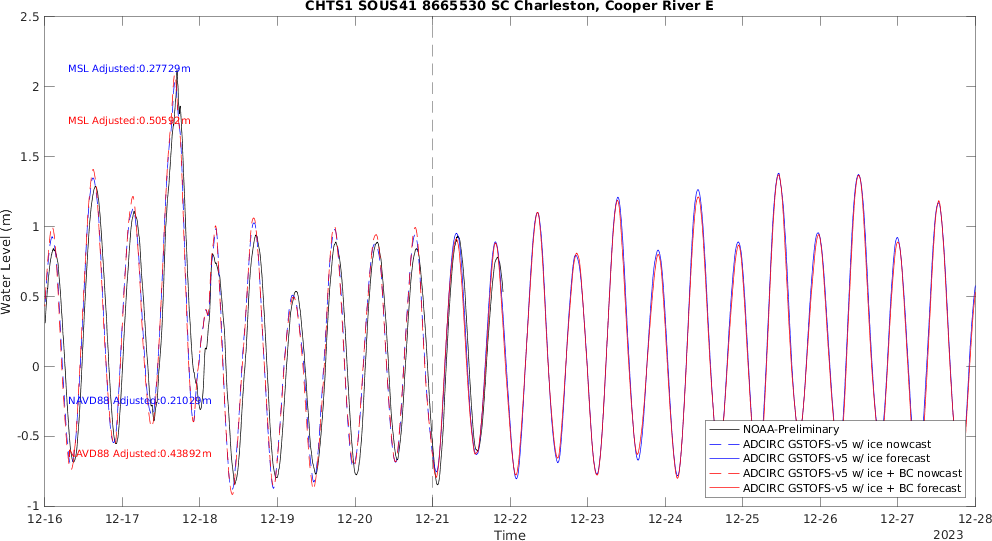 CHTS1 SOUS41 8665530 SC Charleston, Cooper River E
2.5
2
1.5
1
0.5
0
-0.5
-1
Water Level (m)
MSL Adjusted:0.27729m
MSL Adjusted:0.50592m
NAVD88 Adjusted:0.21029m
NAVD88 Adjusted:0.43892m
NOAA-Preliminary
ADCIRC GSTOFS-v5 w/ ice nowcast
ADCIRC GSTOFS-v5 w/ ice forecast
ADCIRC GSTOFS-v5 w/ ice + BC nowcast
ADCIRC GSTOFS-v5 w/ ice + BC forecast
12-16 12-17 12-18 12-19 12-20 12-21 12-22 12-23 12-24 12-25 12-26 12-27 12-28
Time
2023